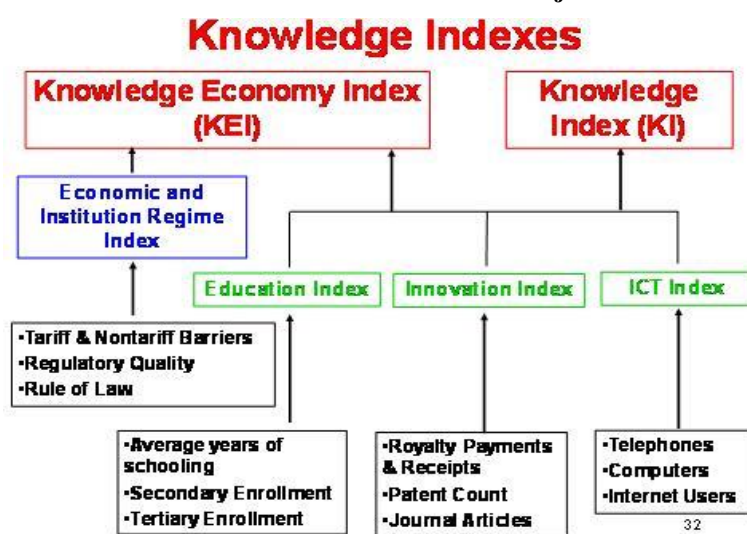 Knowledge Indexes
Knowledge Economy Index
(KEI)
Knowledge
Index (KI)
Economic and
Institution Regime
Index
Education Index
Innovation Index
ICT Index
•Tariff & Nontariff Barriers
•Regulatory Quality
•Rule of Law
•Average years of
schooling
•Secondary Enrollment
•Tertiary Enrollment
•Royalty Payments
& Receipts
•Patent Count
•Journal Articles
•Telephones
•Computers
•Internet Users
32